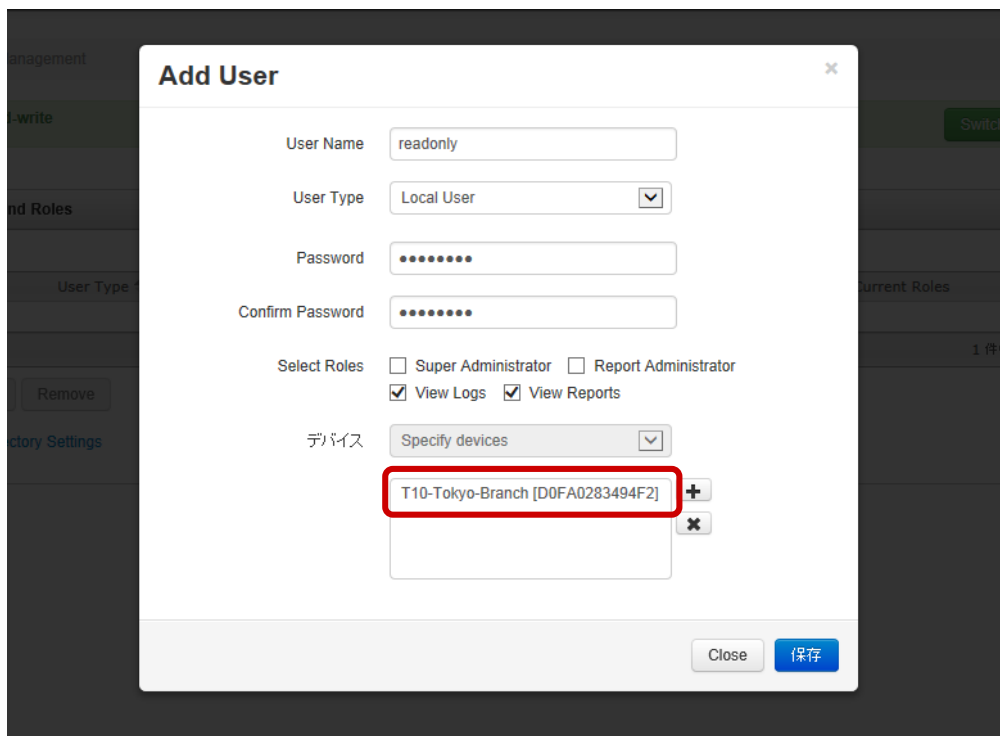 anagement
Add User
×
d-write
Switch
User Name
readonly
User Type
Local User
nd Roles
Password
••••••••
User Type
Current Roles
Confirm Password
••••••••
1 件
Select Roles
Super Administrator
Report Administrator
View Logs
View Reports
Remove
デバイス
Specify devices
ctory Settings
T10-Tokyo-Branch [D0FA0283494F2]
Close
保存